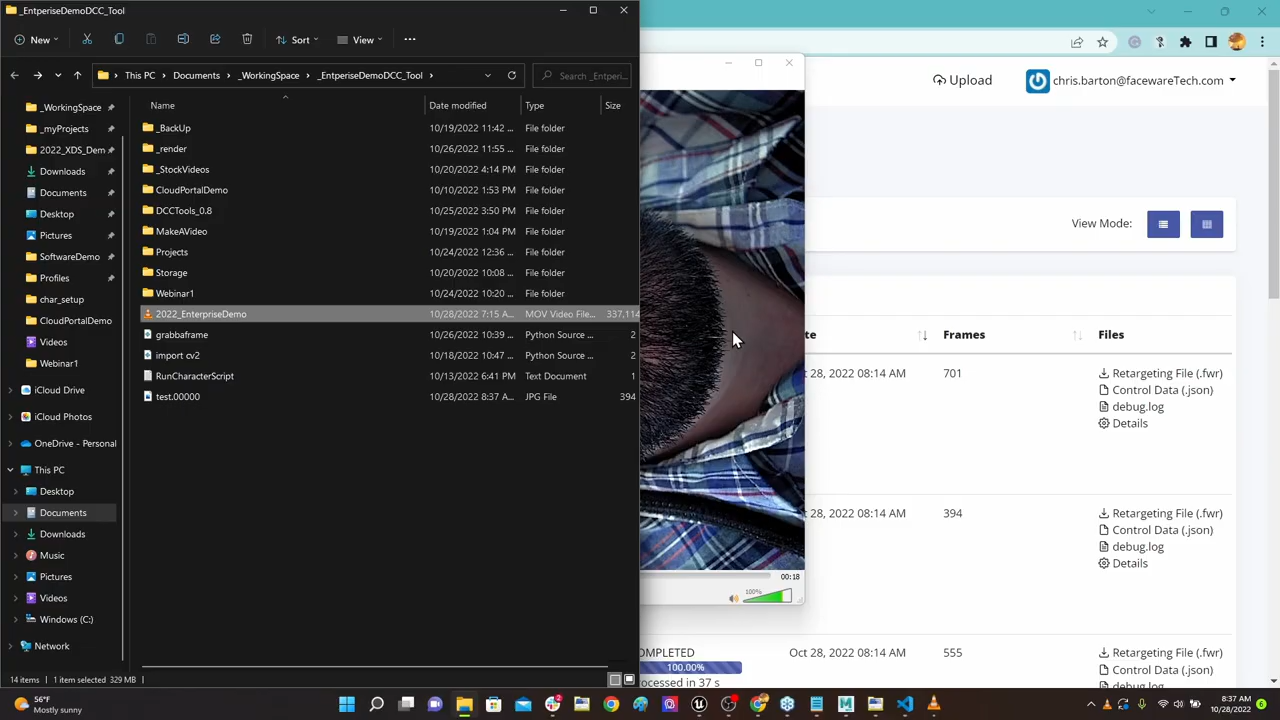 _EntpriseDemoDCC_Tool
New
Sort
View
This PC
Documents
_WorkingSpace
_EntpriseDemoDCC_Tool
Search _Entpri...
Name
Date modified
Type
Size
_WorkingSpace
_myProjects
2022_XDS_Dem
Downloads
Documents
Desktop
Pictures
SoftwareDemo
Profiles
char_setup
CloudPortalDemo
Videos
Webinar1
iCloud Drive
iCloud Photos
OneDrive - Personal
This PC
Desktop
Documents
Downloads
Music
Pictures
Videos
Windows (C:)
Network
_BackUp 10/19/2022 11:42 ... File folder
_render 10/26/2022 11:55 ... File folder
_StockVideos 10/20/2022 4:14 PM File folder
CloudPortalDemo 10/10/2022 1:53 PM File folder
DCCTools_0.8 10/25/2022 3:50 PM File folder
MakeAVideo 10/19/2022 1:04 PM File folder
Projects 10/24/2022 12:36 ... File folder
Storage 10/20/2022 10:08 ... File folder
Webinar1 10/24/2022 10:20 ... File folder
2022_EnterpriseDemo 10/28/2022 7:15 A... MOV Video File... 337,114
grabbaframe 10/26/2022 10:39 ... Python Source ... 2
import cv2 10/18/2022 10:47 ... Python Source ... 2
RunCharacterScript 10/13/2022 6:41 PM Text Document 1
test.00000 10/28/2022 8:37 A... JPG File 394
14 items 1 item selected 329 MB
00:18
100%
Upload
chris.barton@facewareTech.com
View Mode:
te
Frames
Files
t 28, 2022 08:14 AM 701
Retargeting File (.fwr)
Control Data (.json)
debug.log
Details
t 28, 2022 08:14 AM 394
Retargeting File (.fwr)
Control Data (.json)
debug.log
Details
OMPLETED
100.00%
ocessed in 37 s
Oct 28, 2022 08:14 AM 555
Retargeting File (.fwr)
Control Data (.json)
debug.log
56°F
Mostly sunny
2
8:37 AM
10/28/2022
6